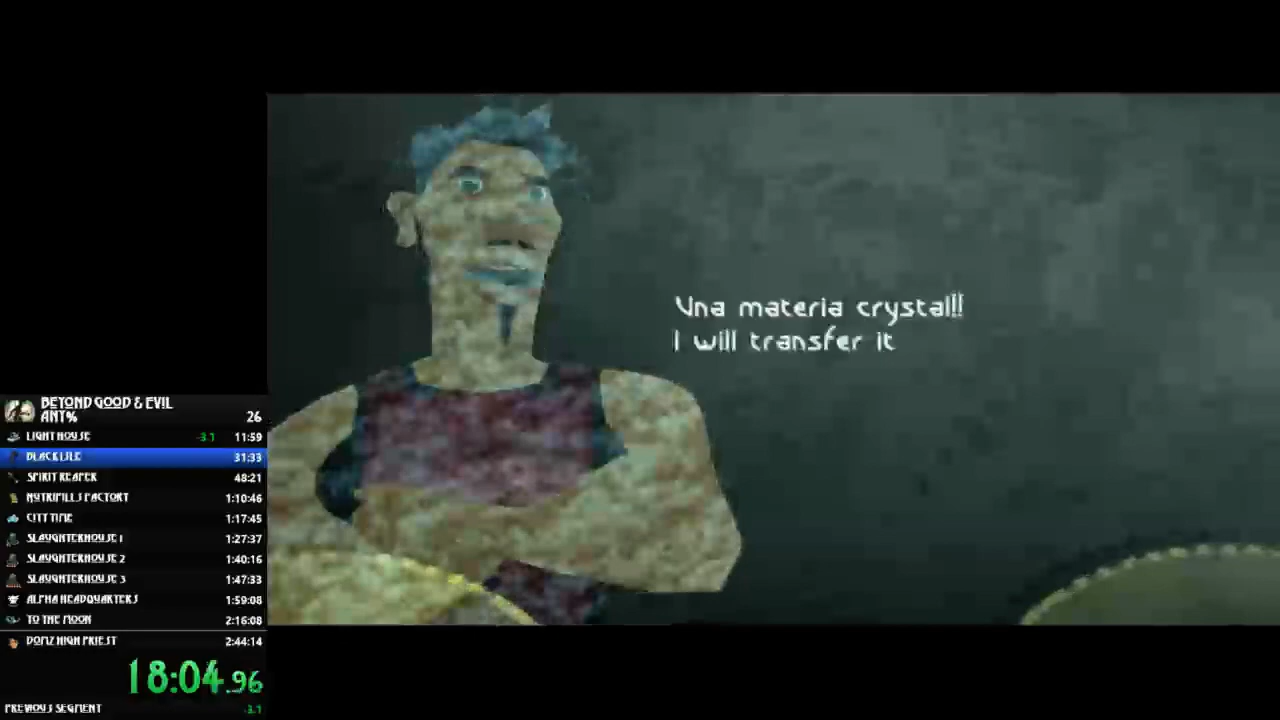 BEYOND GOOD & EVIL
ANY% 26
LIGHTHOUSE -3.1 11:59
BLACK ISLE 31:33
SPIRIT REAPER 48:21
NUTRIPILLS FACTORY 1:10:46
CITY TIME 1:17:45
SLAUGHTERHOUSE 1 1:27:37
SLAUGHTERHOUSE 2 1:40:16
SLAUGHTERHOUSE 3 1:47:33
ALPHA HEADQUARTERS 1:59:08
TO THE MOON 2:16:08
DOMZ HIGH PRIEST 2:44:14
18:04.96
PREVIOUS SEGMENT -3.1
Una materia crystal!!
I will transfer it